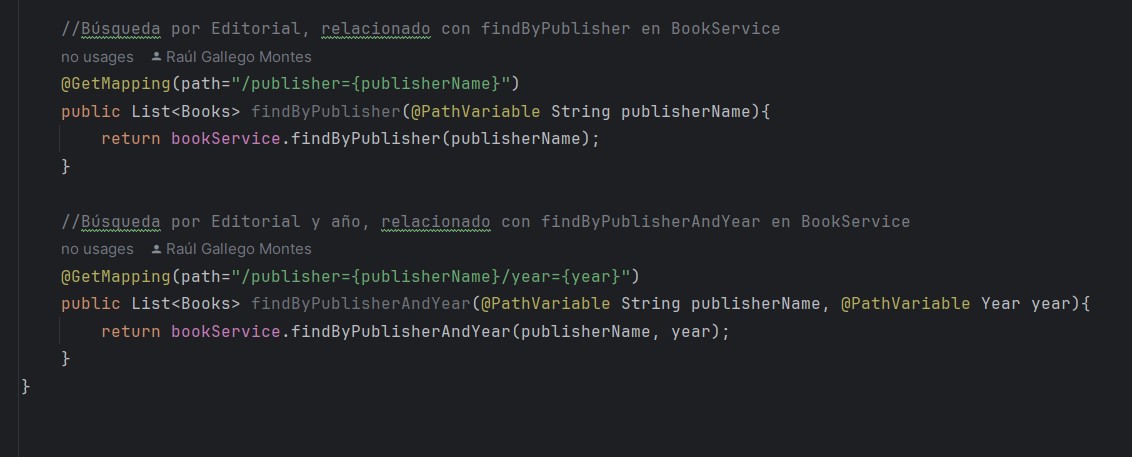 //Búsqueda por Editorial, relacionado con findByPublisher en BookService
no usages Raúl Gallego Montes
@GetMapping(path="/publisher={publisherName}")
public List<Books> findByPublisher(@PathVariable String publisherName){
return bookService.findByPublisher(publisherName);
}
//Búsqueda por Editorial y año, relacionado con findByPublisherAndYear en BookService
no usages Raúl Gallego Montes
@GetMapping(path="/publisher={publisherName}/year={year}")
public List<Books> findByPublisherAndYear(@PathVariable String publisherName, @PathVariable Year year){
return bookService.findByPublisherAndYear(publisherName, year);
}
}